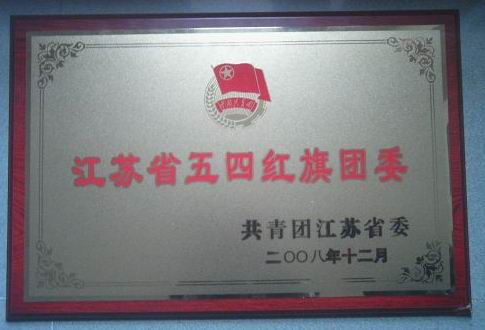 江苏省五四红旗团委
共青团江苏省委
二〇〇八年十二月